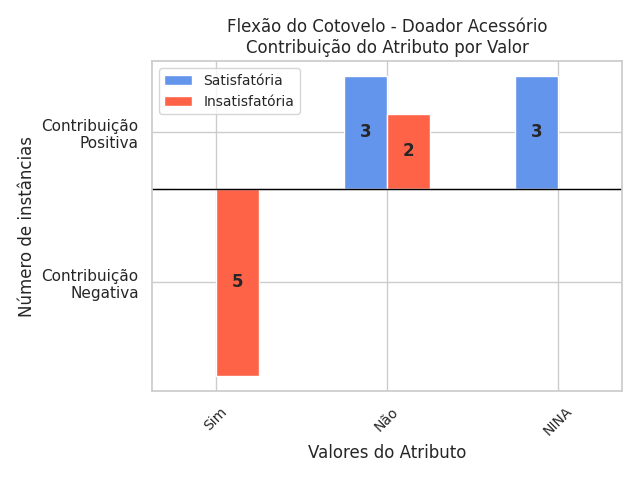 Flexão do Cotovelo - Doador Acessório
Contribuição do Atributo por Valor
Satisfatória
Insatisfatória
Contribuição
Positiva
Contribuição
Negativa
Número de instâncias
3
2
3
5
Sim
Não
NINA
Valores do Atributo